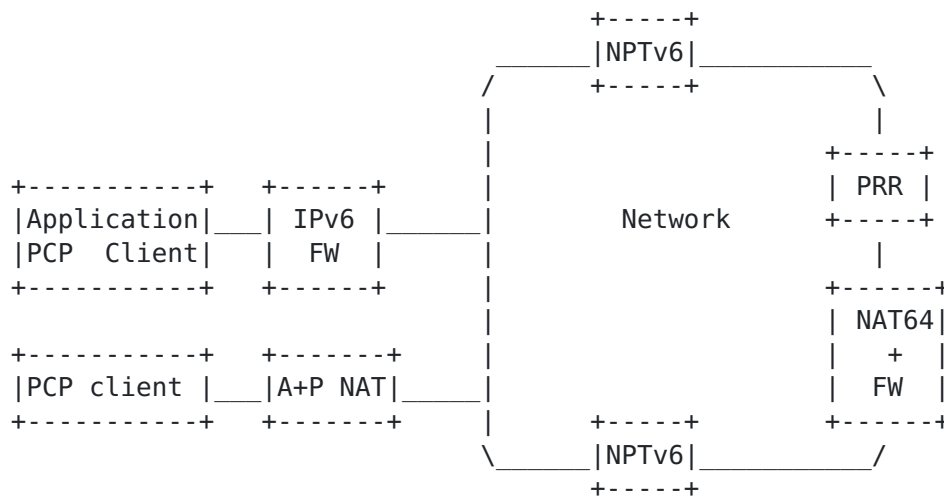 NPTv6
PRR
Application IPv6 Network
PCP  Client FW
NAT64
+
PCP client A+P NAT FW
NPTv6